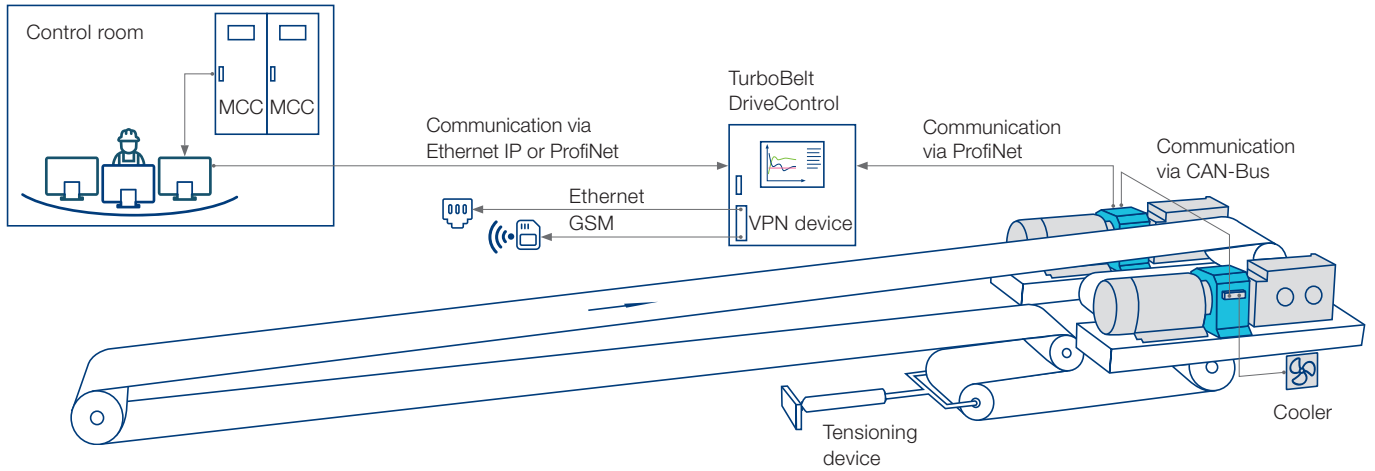 Control room
MCC MCC
Communication via
Ethernet IP or ProfiNet
TurboBelt
DriveControl
Communication
via ProfiNet
Communication
via CAN-Bus
Ethernet
GSM
VPN device
Cooler
Tensioning
device